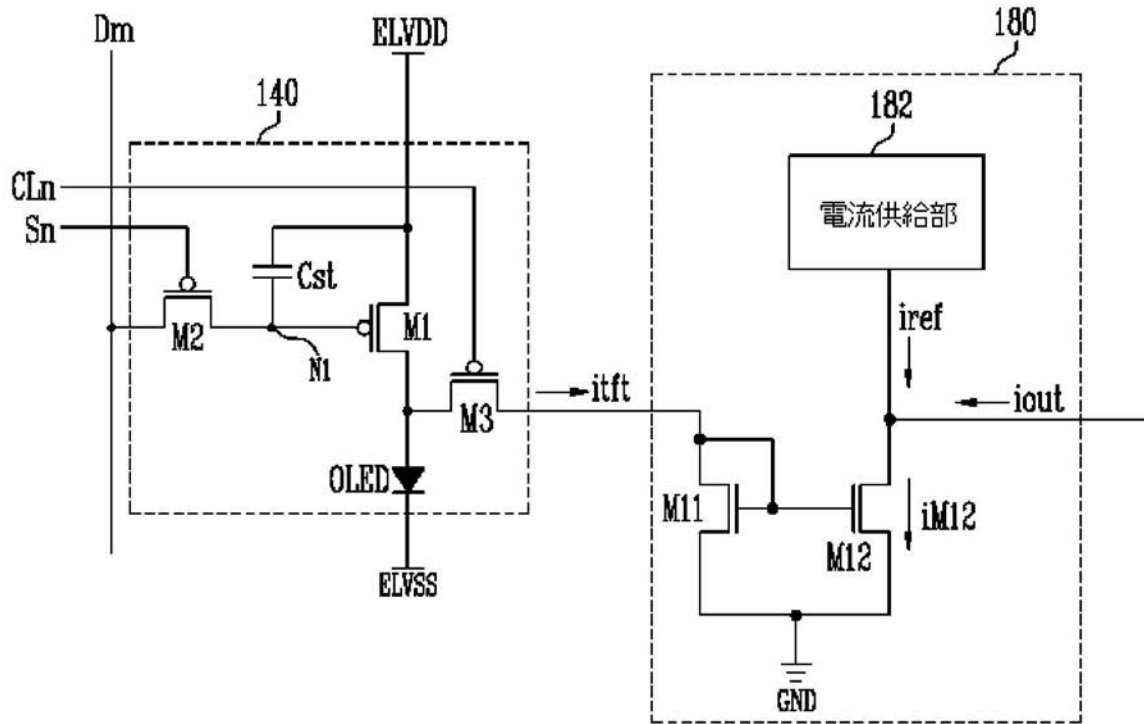 Dm
ELVDD
180
140
182
CLn
電流供給部
Sn
Cst
M1
iref
M2
N1
itft
iout
M3
OLED
M11
iM12
M12
ELVSS
GND